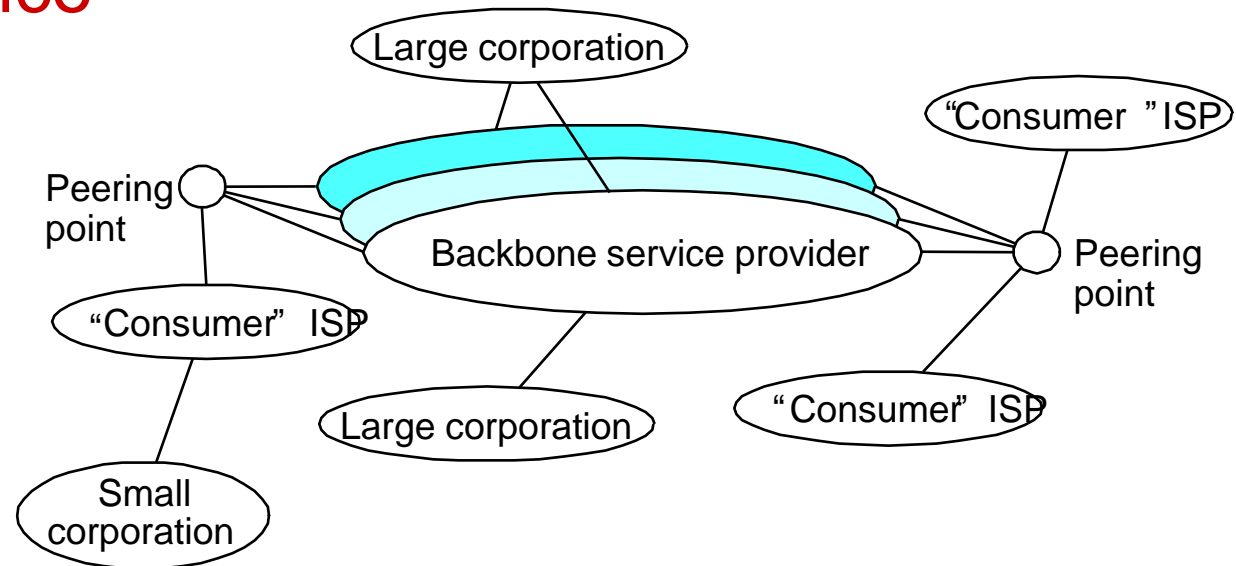 Large corporation
“Consumer ” ISP
Peering
point
Backbone service provider
Peering
point
“Consumer” ISP
Large corporation
“Consumer” ISP
Small
corporation